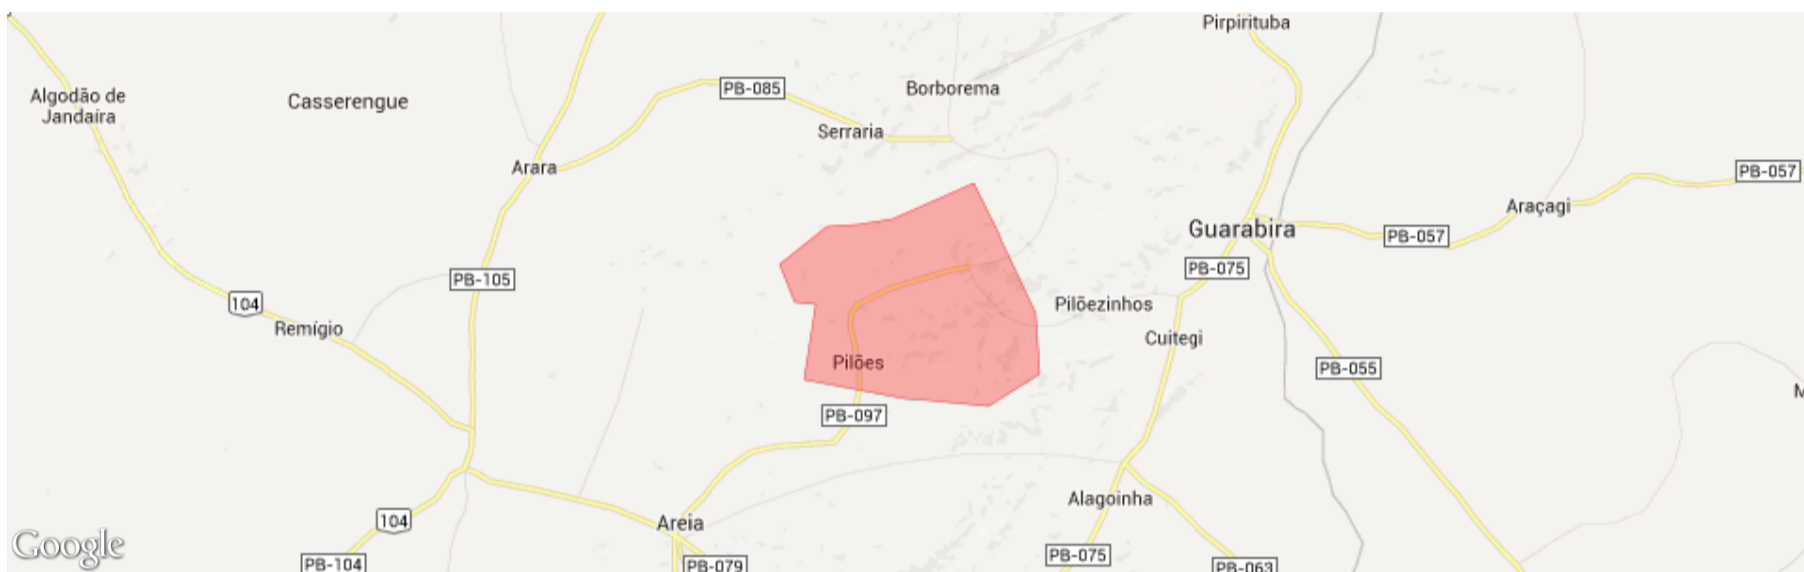 Pirpirituba
Algodão de
Jandaíra
Casserengue
PB-085
Borborema
Serraria
Arara
PB-057
Araçagi
Guarabira
PB-057
PB-075
PB-105
104
Remígio
Pilõezinhos
Cuitegi
Pilões
PB-055
M
PB-097
Alagoinha
104
Areia
Google
PB-104
PB-079
PB-075
PB-063